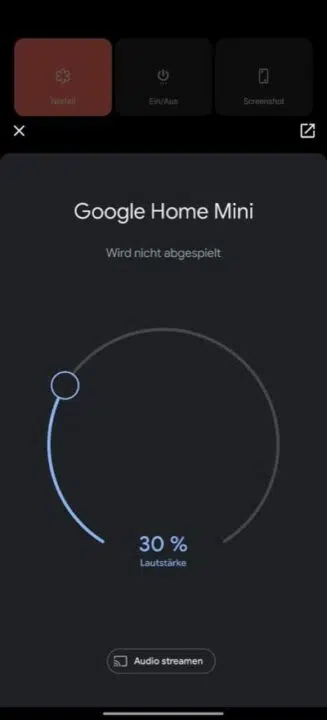 Notfall
Ein/Aus
Screenshot
Google Home Mini
Wird nicht abgespielt
30 %
Lautstärke
Audio streamen